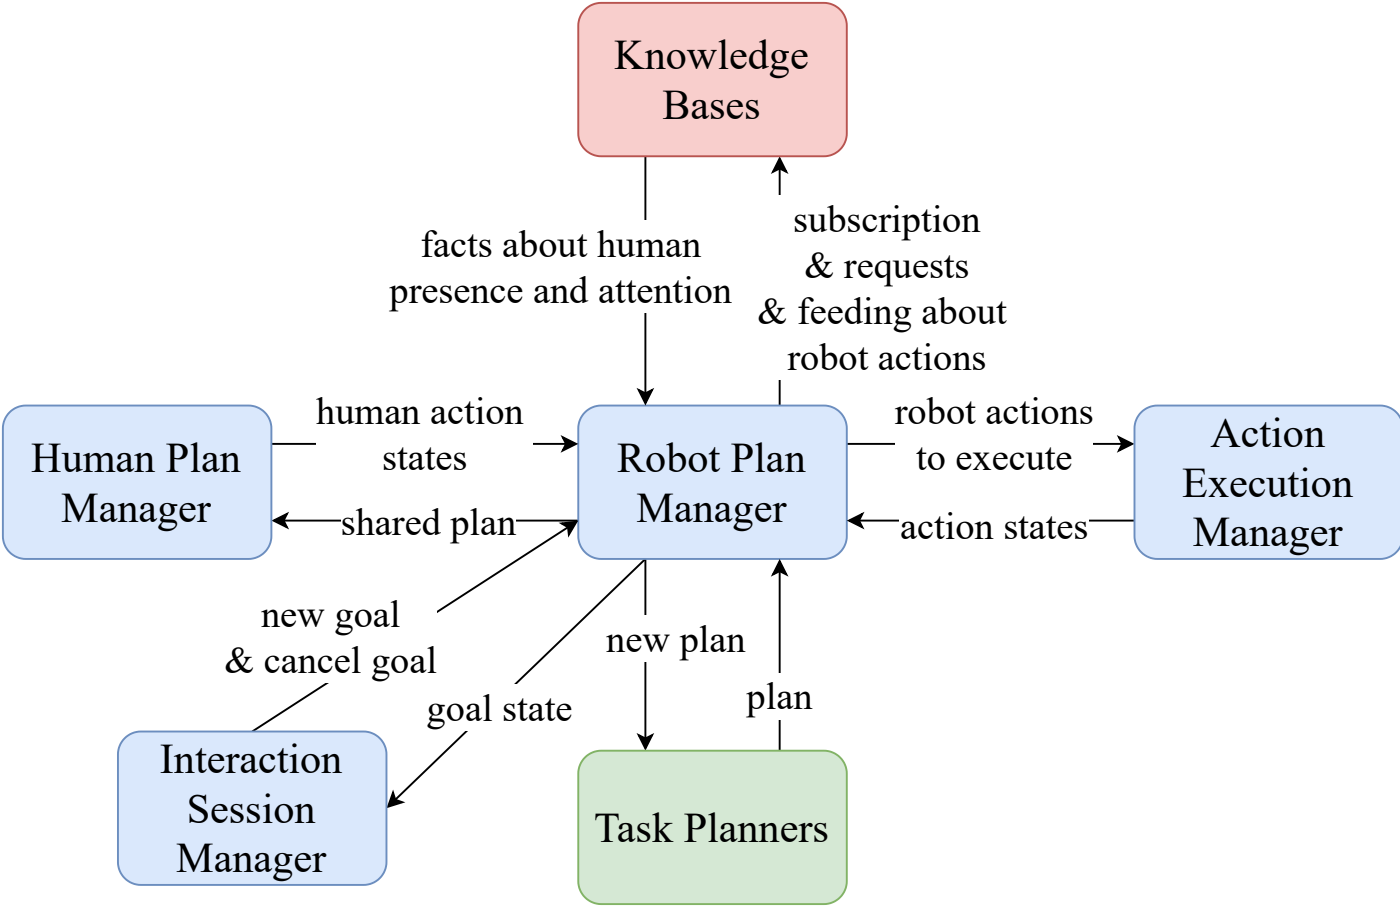 Knowledge
Bases
facts about human
presence and attention
subscription
& requests
& feeding about
robot actions
Human Plan
Manager
human action
states
shared plan
Robot Plan
Manager
robot actions
to execute
action states
Action
Execution
Manager
new goal
& cancel goal
goal state
new plan
plan
Interaction
Session
Manager
Task Planners